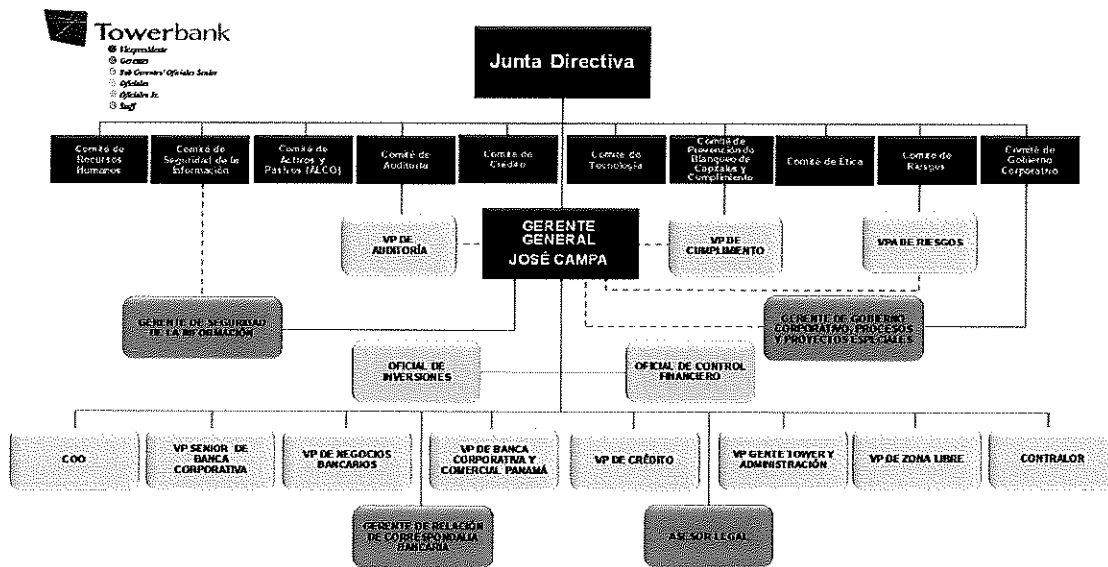 Towerbank
Vicepresidente
Gerentes
Sub Gerentes/ Oficiales Senior
Oficiales
Oficiales Jr.
Staff
Junta Directiva
Comité de
Recursos
Humanos
Comité de
Seguridad de la
Información
Comité de
Activos y
Pasivos (ALCO)
Comité de
Auditoría
Comité de
Crédito
Comité de
Tecnología
Comité de
Prevención de
Blanqueo de
Capitales y
Cumplimiento
Comité de Ética
Comité de
Riesgos
Comité de
Gobierno
Corporativo
VP DE
AUDITORÍA
GERENTE
GENERAL
JOSÉ CAMPA
VP DE
CUMPLIMIENTO
VPA DE RIESGOS
GERENTE DE SEGURIDAD
DE LA INFORMACIÓN
GERENTE DE GOBIERNO
CORPORATIVO, PROCESOS
Y PROYECTOS ESPECIALES
OFICIAL DE
INVERSIONES
OFICIAL DE CONTROL
FINANCIERO
COO
VP SENIOR DE
BANCA
CORPORATIVA
VP DE NEGOCIOS
BANCARIOS
VP DE BANCA
CORPORATIVA Y
COMERCIAL PANAMÁ
VP DE CRÉDITO
VP GENTE TOWER Y
ADMINISTRACIÓN
VP DE ZONA LIBRE
CONTRALOR
GERENTE DE RELACIÓN
DE CORRESPONDALÍA
BANCARIA
ASESOR LEGAL